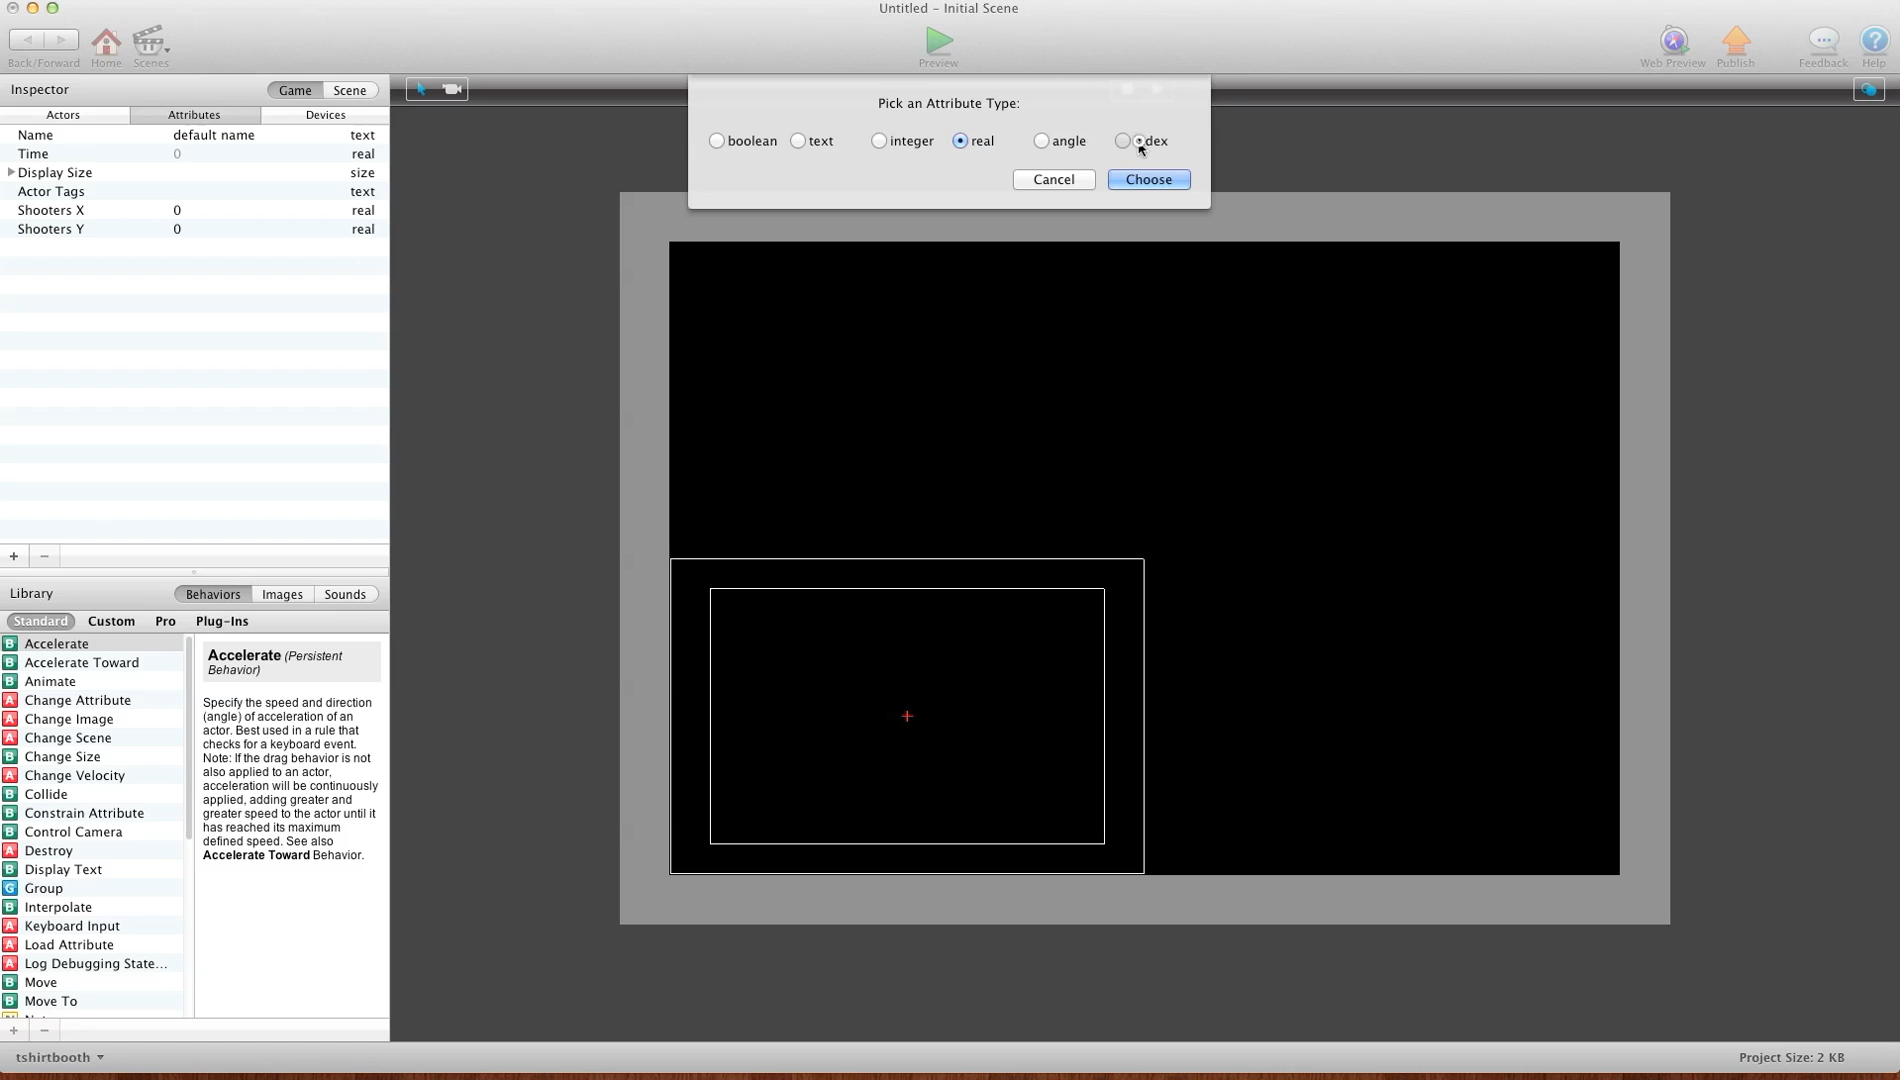 Untitled - Initial Scene
Back/Forward
Home
Scenes
Preview
Web Preview
Publish
Feedback
Help
Inspector
Game
Scene
Actors
Attributes
Devices
Name default name text
Time 0 real
Display Size size
Actor Tags text
Shooters X 0 real
Shooters Y 0 real
Pick an Attribute Type:
boolean text integer real angle dex
Cancel
Choose
+ −
Library
Behaviors
Images
Sounds
Standard
Custom
Pro
Plug-Ins
B Accelerate
B Accelerate Toward
B Animate
A Change Attribute
A Change Image
A Change Scene
B Change Size
A Change Velocity
B Collide
B Constrain Attribute
B Control Camera
B Destroy
B Display Text
G Group
B Interpolate
A Keyboard Input
A Load Attribute
A Log Debugging State...
B Move
B Move To
Accelerate (Persistent
Behavior)
Specify the speed and direction
(angle) of acceleration of an
actor. Best used in a rule that
checks for a keyboard event.
Note: If the drag behavior is not
also applied to an actor,
acceleration will be continuously
applied, adding greater and
greater speed to the actor until it
has reached its maximum
defined speed. See also
Accelerate Toward Behavior.
+ −
tshirtbooth
Project Size: 2 KB